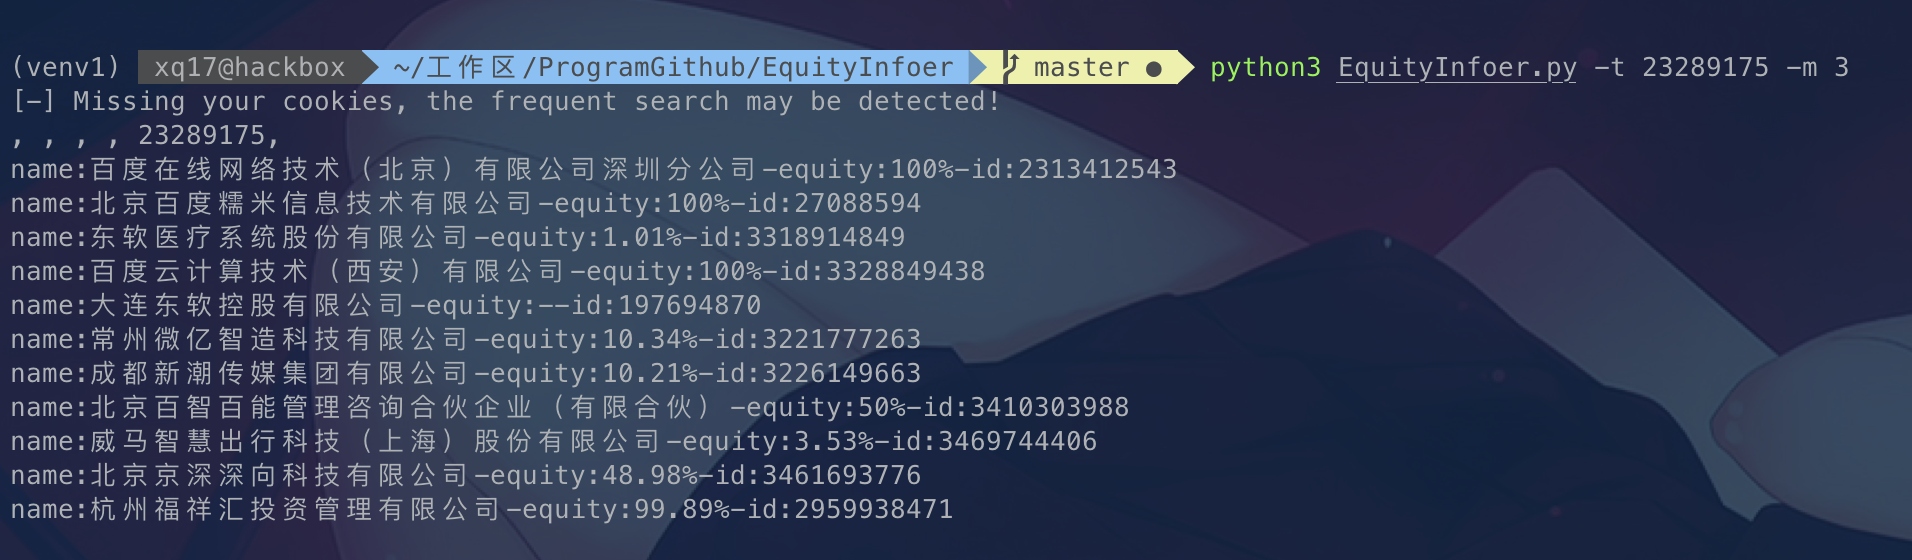 (venv1) xq17@hackbox ~/工作区/ProgramGithub/EquityInfoer master ● python3 EquityInfoer.py -t 23289175 -m 3
[-] Missing your cookies, the frequent search may be detected!
, , , , 23289175,
name:百度在线网络技术（北京）有限公司深圳分公司-equity:100%-id:2313412543
name:北京百度糯米信息技术有限公司-equity:100%-id:27088594
name:东软医疗系统股份有限公司-equity:1.01%-id:3318914849
name:百度云计算技术（西安）有限公司-equity:100%-id:3328849438
name:大连东软控股有限公司-equity:--id:197694870
name:常州微亿智造科技有限公司-equity:10.34%-id:3221777263
name:成都新潮传媒集团有限公司-equity:10.21%-id:3226149663
name:北京百智百能管理咨询合伙企业（有限合伙）-equity:50%-id:3410303988
name:威马智慧出行科技（上海）股份有限公司-equity:3.53%-id:3469744406
name:北京京深深向科技有限公司-equity:48.98%-id:3461693776
name:杭州福祥汇投资管理有限公司-equity:99.89%-id:2959938471